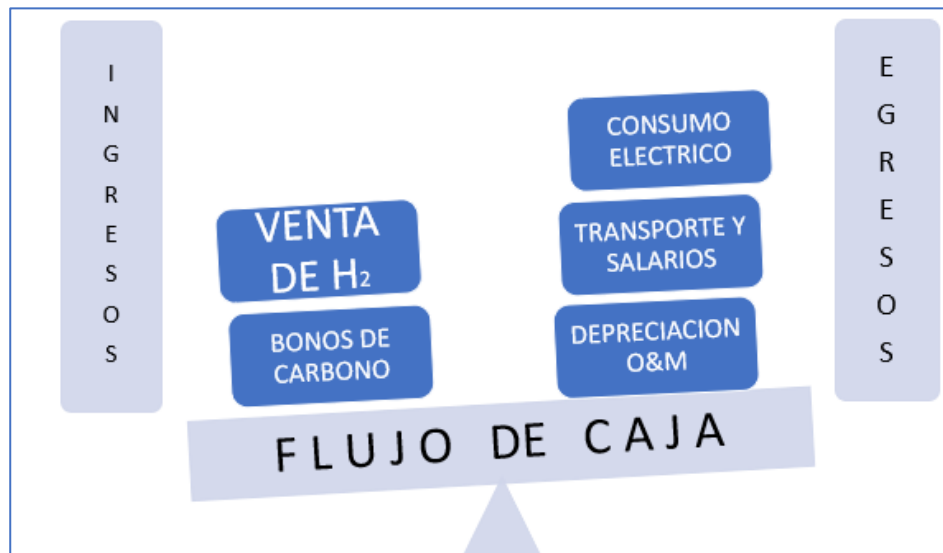 INGRESOS
VENTA
DE H₂
BONOS DE
CARBONO
CONSUMO
ELECTRICO
TRANSPORTE Y
SALARIOS
DEPRECIACION
O&M
EGRESOS
FLUJO DE CAJA